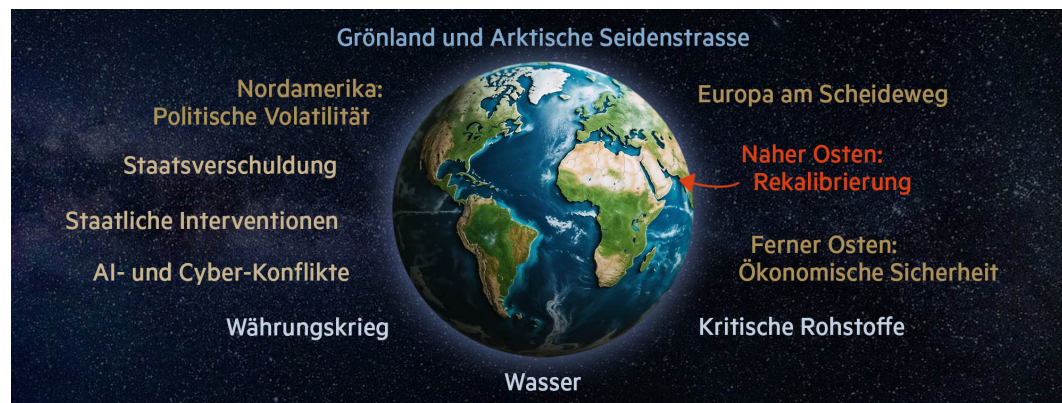 Grönland und Arktische Seidenstrasse
Nordamerika:
Politische Volatilität
Staatsverschuldung
Staatliche Interventionen
AI- und Cyber-Konflikte
Währungskrieg
Europa am Scheideweg
Naher Osten:
Rekalibrierung
Ferner Osten:
Ökonomische Sicherheit
Kritische Rohstoffe
Wasser